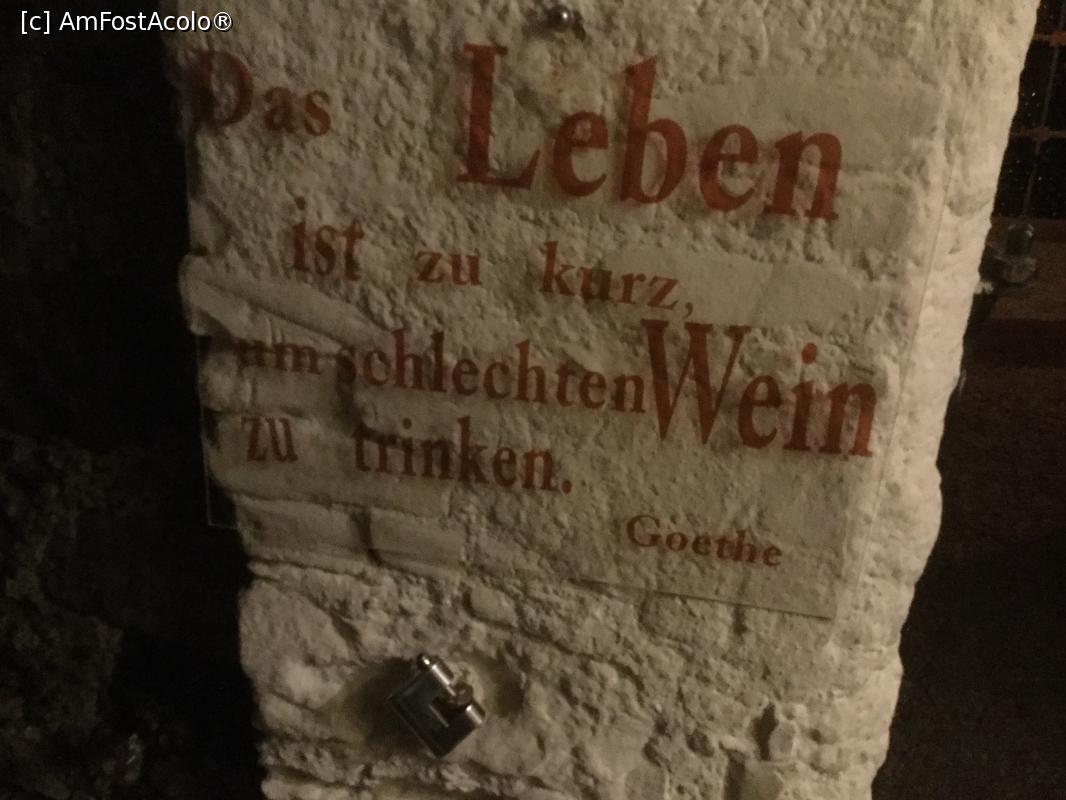 [c] AmFostAcolo®
Das Leben
ist zu kurz,
um schlechten Wein
zu trinken.
Goethe